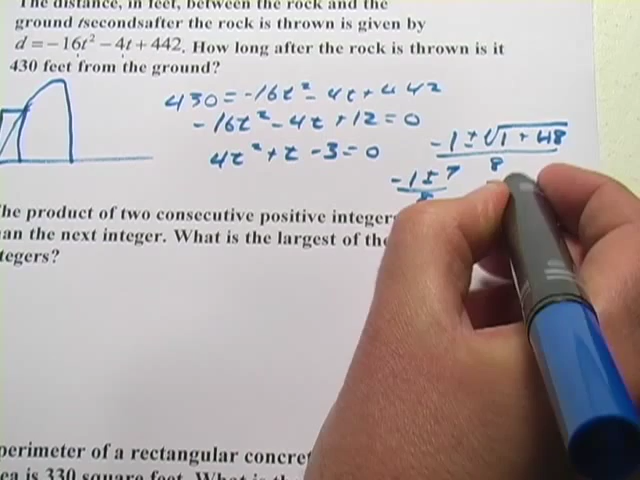 The distance, in feet, between the rock and the
ground t seconds after the rock is thrown is given by
d = −16t² − 4t + 442. How long after the rock is thrown is it
430 feet from the ground?
430 = -16t² - 4t + 442
- 16t² - 4t + 12 = 0
4t² + t - 3 = 0
-1 ± √1 + 48
8
-1 ± 7
8
he product of two consecutive positive integer
an the next integer. What is the largest of the
tegers?
perimeter of a rectangular concre
ea is 330 square feet. What is the